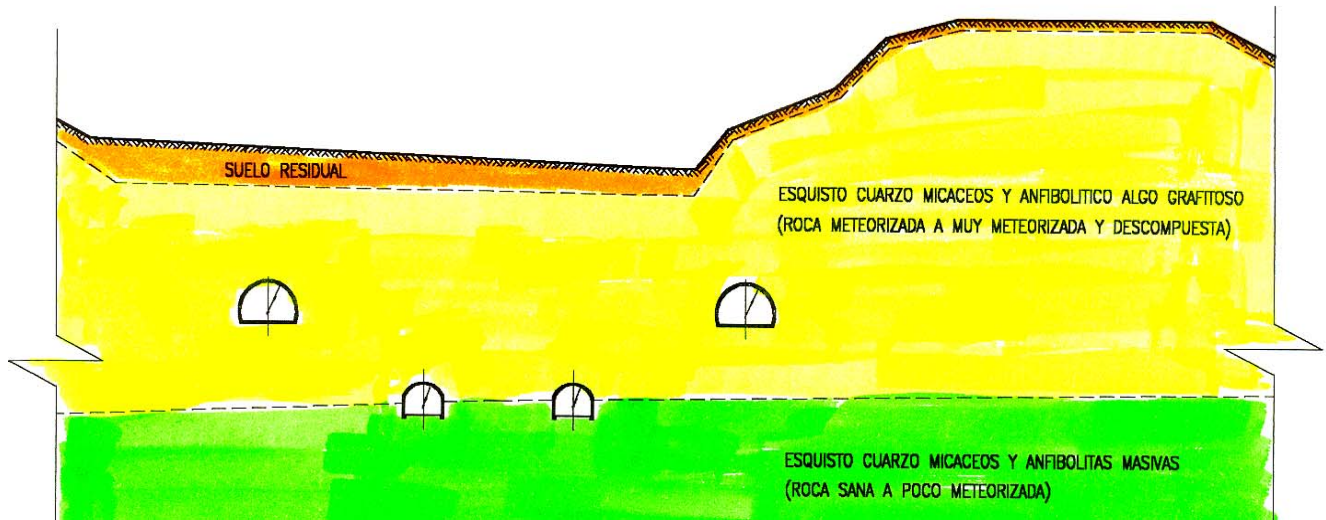 SUELO RESIDUAL
ESQUISTO CUARZO MICACEOS Y ANFIBOLITICO ALGO GRAFITOSO
(ROCA METEORIZADA A MUY METEORIZADA Y DESCOMPUESTA)
ESQUISTO CUARZO MICACEOS Y ANFIBOLITAS MASIVAS
(ROCA SANA A POCO METEORIZADA)